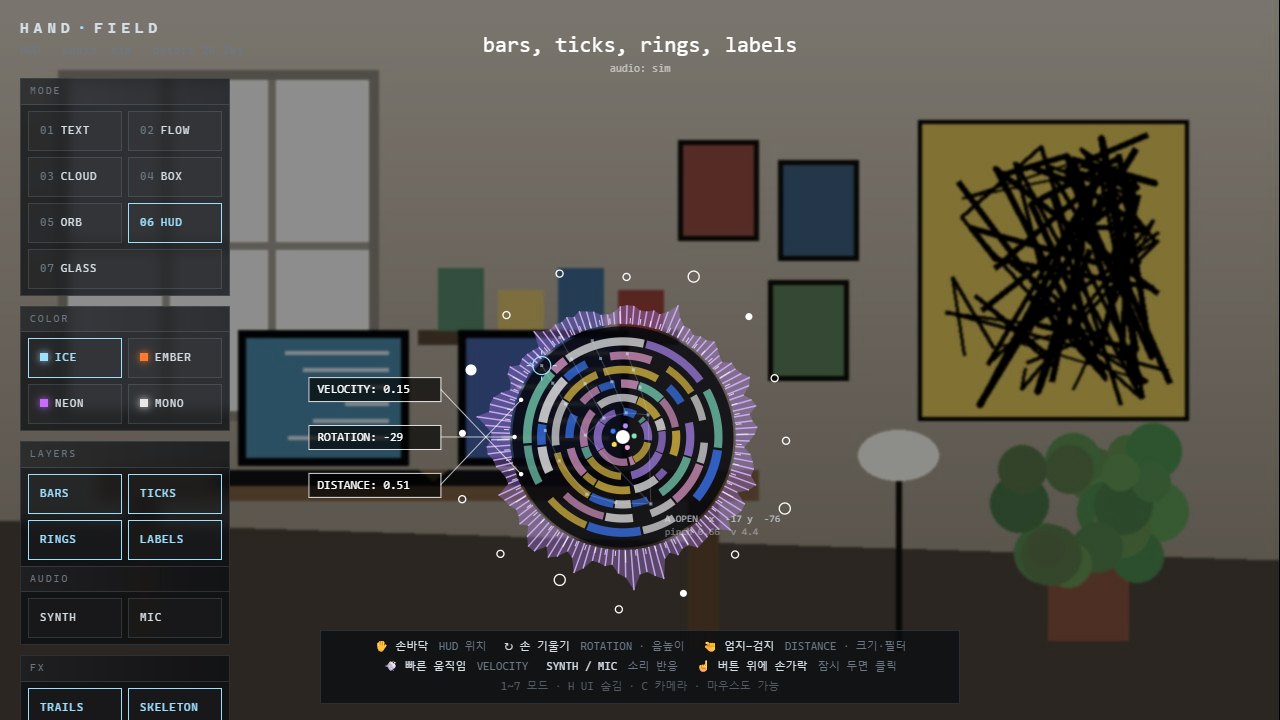 HAND·FIELD
bars, ticks, rings, labels
audio: sim
MODE
01 TEXT
02 FLOW
03 CLOUD
04 BOX
05 ORB
06 HUD
07 GLASS
COLOR
ICE
EMBER
NEON
MONO
LAYERS
BARS
TICKS
RINGS
LABELS
AUDIO
SYNTH
MIC
FX
TRAILS
SKELETON
VELOCITY: 0.15
ROTATION: -29
DISTANCE: 0.51
OPEN -17 y -76
v 4.4
✋ 손바닥 HUD 위치 ↻ 손 기울기 ROTATION · 음높이 엄지–검지 DISTANCE · 크기·필터
빠른 움직임 VELOCITY SYNTH / MIC 소리 반응 ☝ 버튼 위에 손가락 잠시 두면 클릭
1~7 모드 · H UI 숨김 · C 카메라 · 마우스도 가능